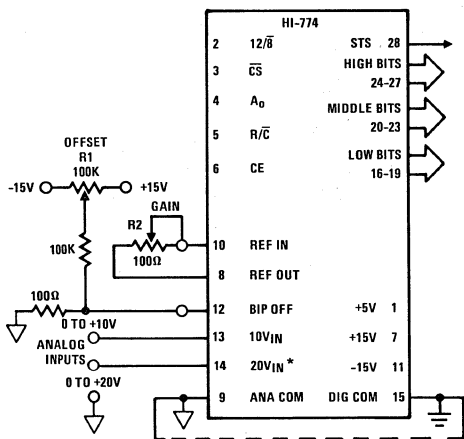 HI-774
2 12/8̅ STS 28
HIGH BITS
3 C̅S̅ 24-27
4 A₀ MIDDLE BITS
20-23
5 R/C̅ LOW BITS
6 CE 16-19
OFFSET
R1
100K
-15V +15V
GAIN
R2
100K
100Ω
10 REF IN
8 REF OUT
100Ω
12 BIP OFF +5V 1
0 TO +10V
13 10VIN +15V 7
ANALOG
INPUTS
14 20VIN* -15V 11
0 TO +20V
9 ANA COM DIG COM 15